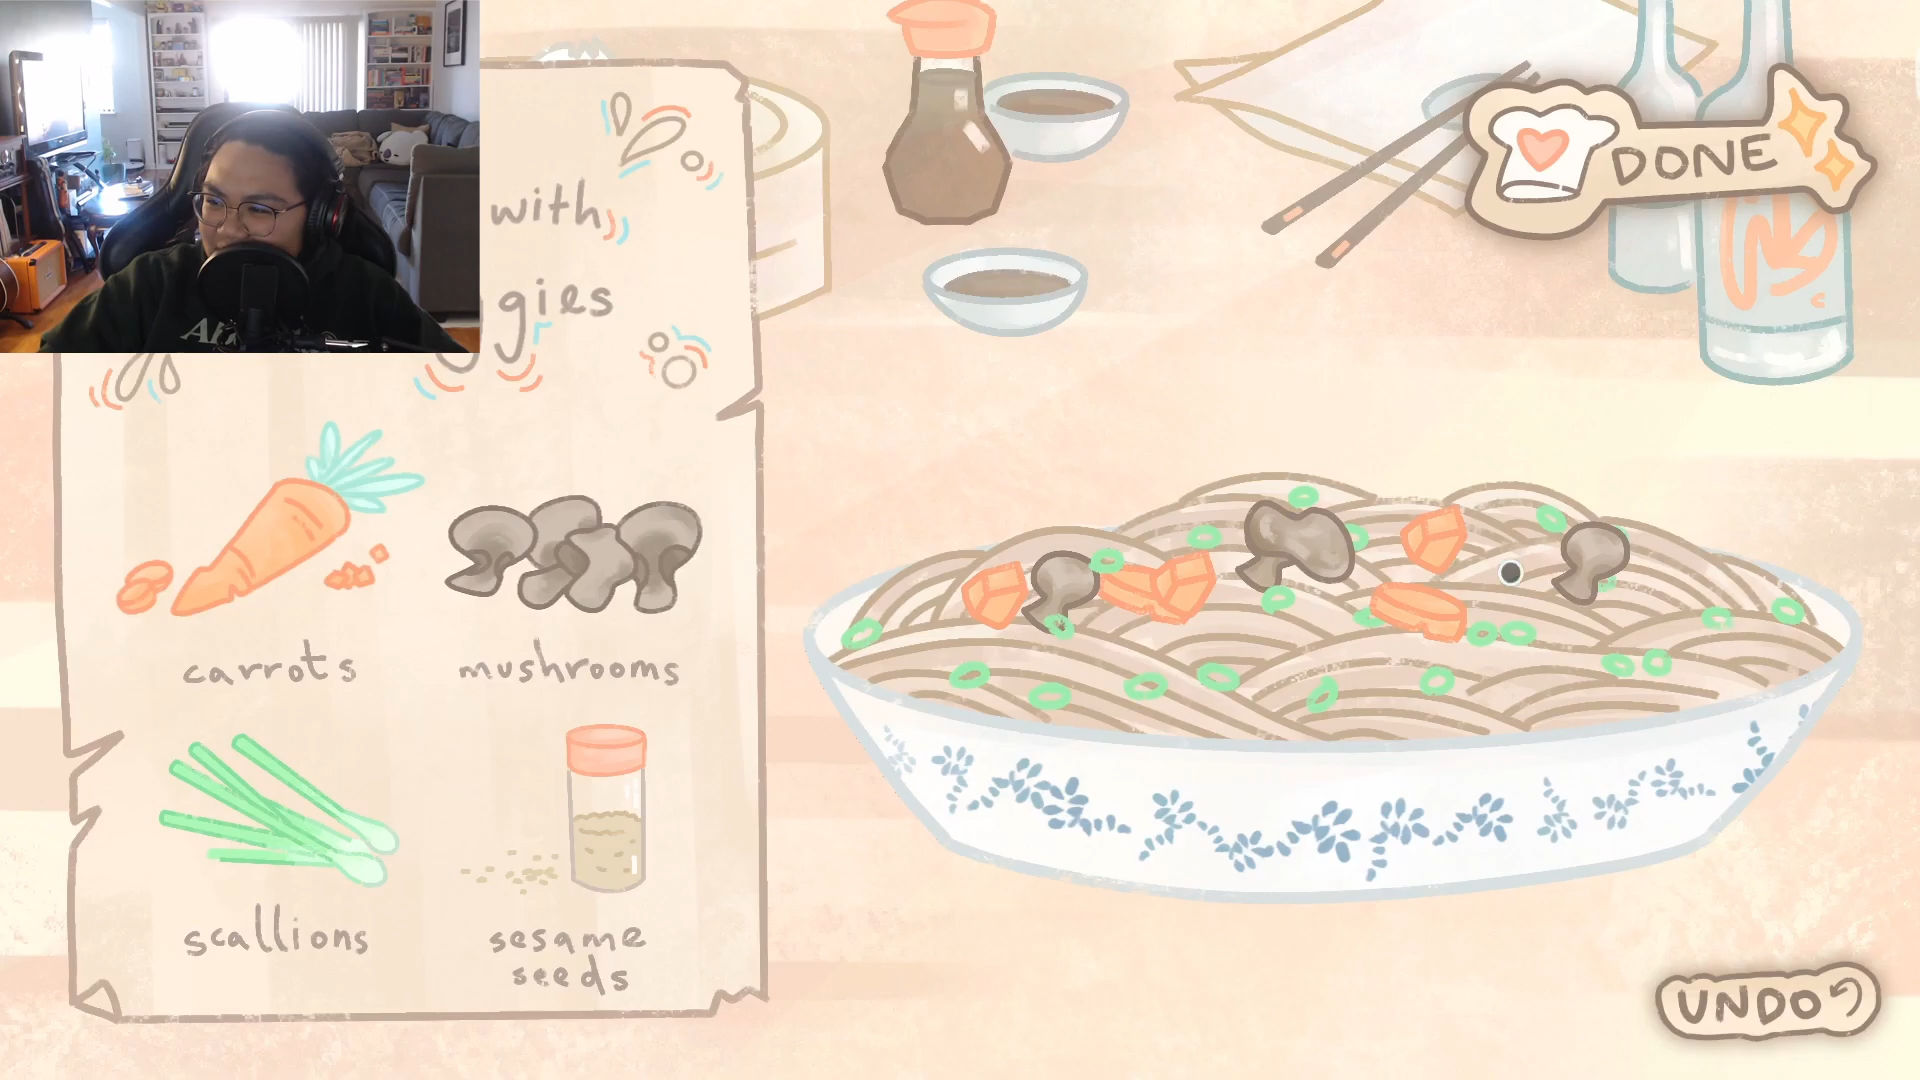 with
gies
DONE
carrots
mushrooms
scallions
sesame
seeds
UNDO